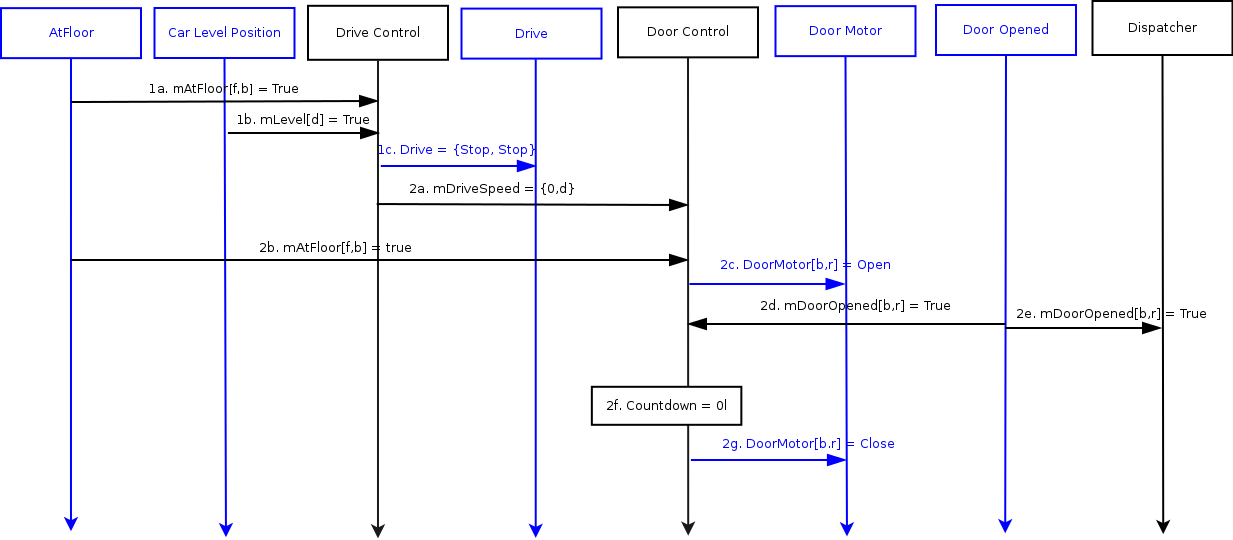 AtFloor
Car Level Position
Drive Control
Drive
Door Control
Door Motor
Door Opened
Dispatcher
1a. mAtFloor[f,b] = True
1b. mLevel[d] = True
1c. Drive = {Stop, Stop}
2a. mDriveSpeed = {0,d}
2b. mAtFloor[f,b] = true
2c. DoorMotor[b,r] = Open
2d. mDoorOpened[b,r] = True
2e. mDoorOpened[b,r] = True
2f. Countdown = 0l
2g. DoorMotor[b.r] = Close